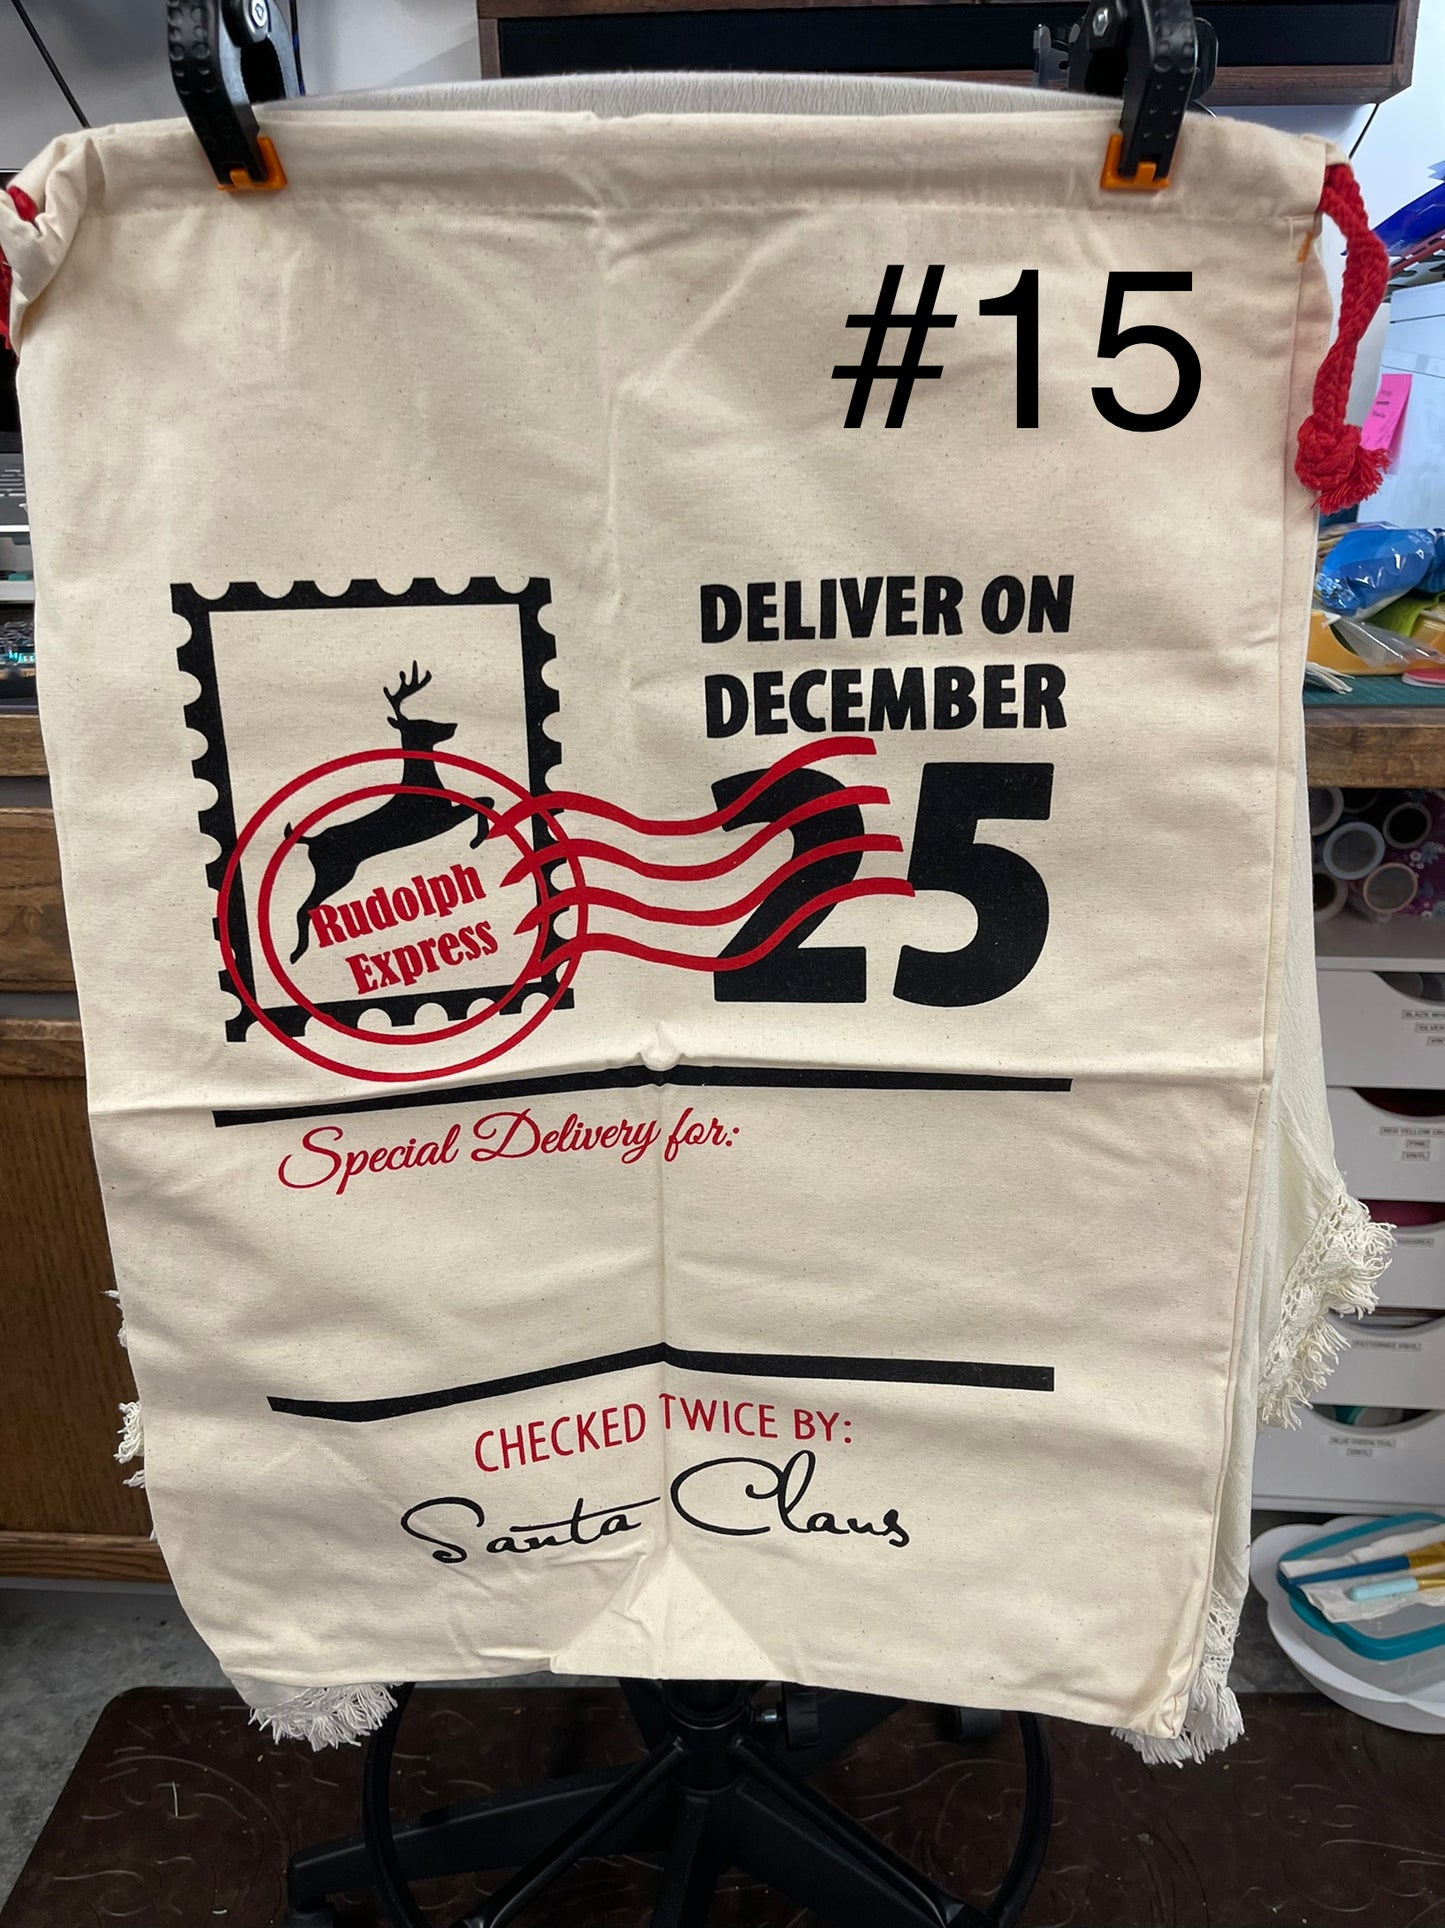 #15
DELIVER ON
DECEMBER
25
Rudolph
Express
Special Delivery for:
CHECKED TWICE BY:
Santa Claus